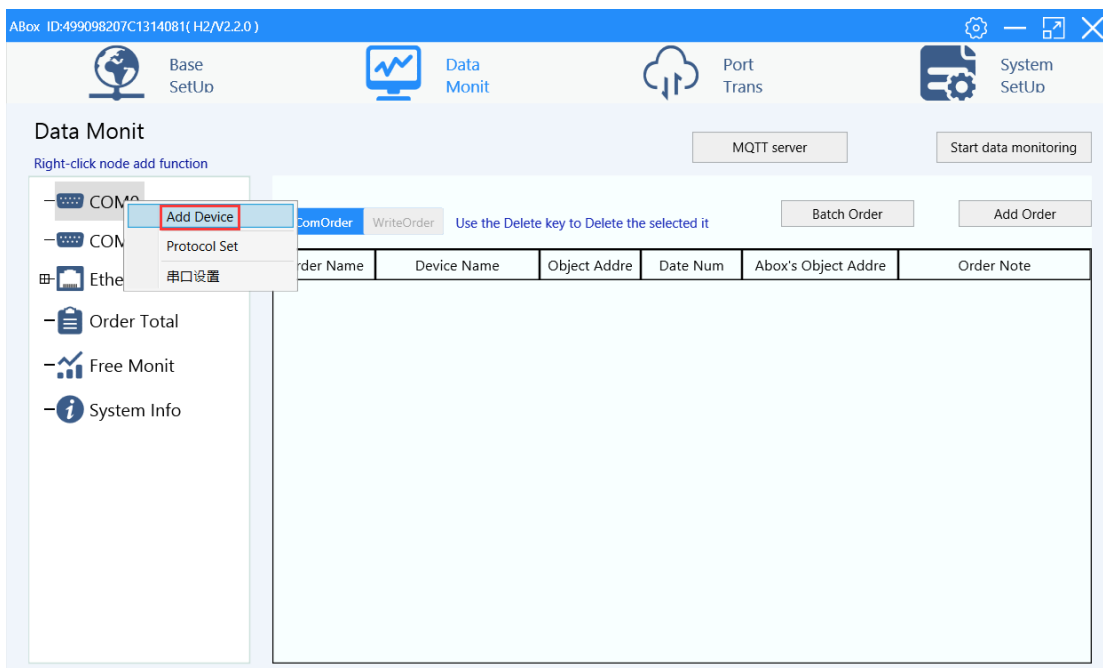 ABox ID:499098207C1314081( H2/V2.2.0 )
Base
SetUp
Data
Monit
Port
Trans
System
SetUp
Data Monit
Right-click node add function
MQTT server
Start data monitoring
COM0
Add Device
COM
Protocol Set
Ethe
串口设置
Order Total
Free Monit
System Info
ComOrder
WriteOrder
Use the Delete key to Delete the selected it
Batch Order
Add Order
rder Name
Device Name
Object Addre
Date Num
Abox's Object Addre
Order Note